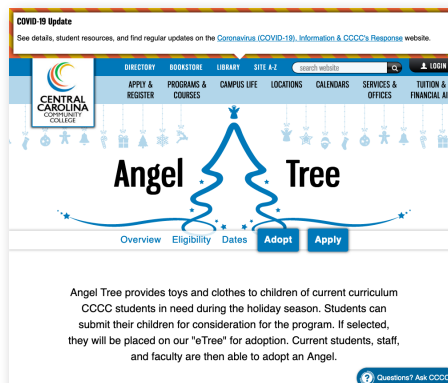 COVID-19 Update
See details, student resources, and find regular updates on the Coronavirus (COVID-19), Information & CCCC's Response website.
DIRECTORY BOOKSTORE LIBRARY SITE A-Z search website LOGIN
CENTRAL
CAROLINA
COMMUNITY
COLLEGE
APPLY & REGISTER
PROGRAMS & COURSES
CAMPUS LIFE
LOCATIONS
CALENDARS
SERVICES & OFFICES
TUITION & FINANCIAL AI
Angel Tree
Overview Eligibility Dates Adopt Apply
Angel Tree provides toys and clothes to children of current curriculum
CCCC students in need during the holiday season. Students can
submit their children for consideration for the program. If selected,
they will be placed on our "eTree" for adoption. Current students, staff,
and faculty are then able to adopt an Angel.
? Questions? Ask CCCC